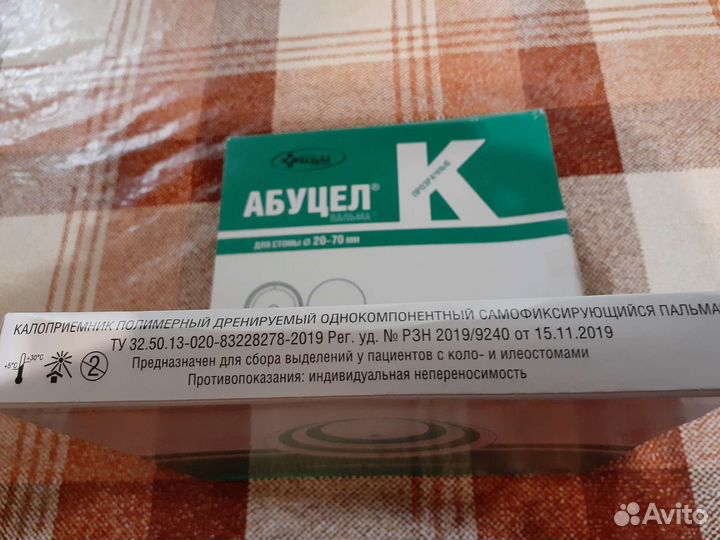 ПАЛЬМА
АБУЦЕЛ®
ПАЛЬМА
К
ПРОЗРАЧНЫЕ
ДЛЯ СТОМЫ ⌀ 20-70 мм
КАЛОПРИЕМНИК ПОЛИМЕРНЫЙ ДРЕНИРУЕМЫЙ ОДНОКОМПОНЕНТНЫЙ САМОФИКСИРУЮЩИЙСЯ ПАЛЬМА
ТУ 32.50.13-020-83228278-2019 Рег. уд. № РЗН 2019/9240 от 15.11.2019
+5°C +30°C 2
Предназначен для сбора выделений у пациентов с коло- и илеостомами
Противопоказания: индивидуальная непереносимость
Avito